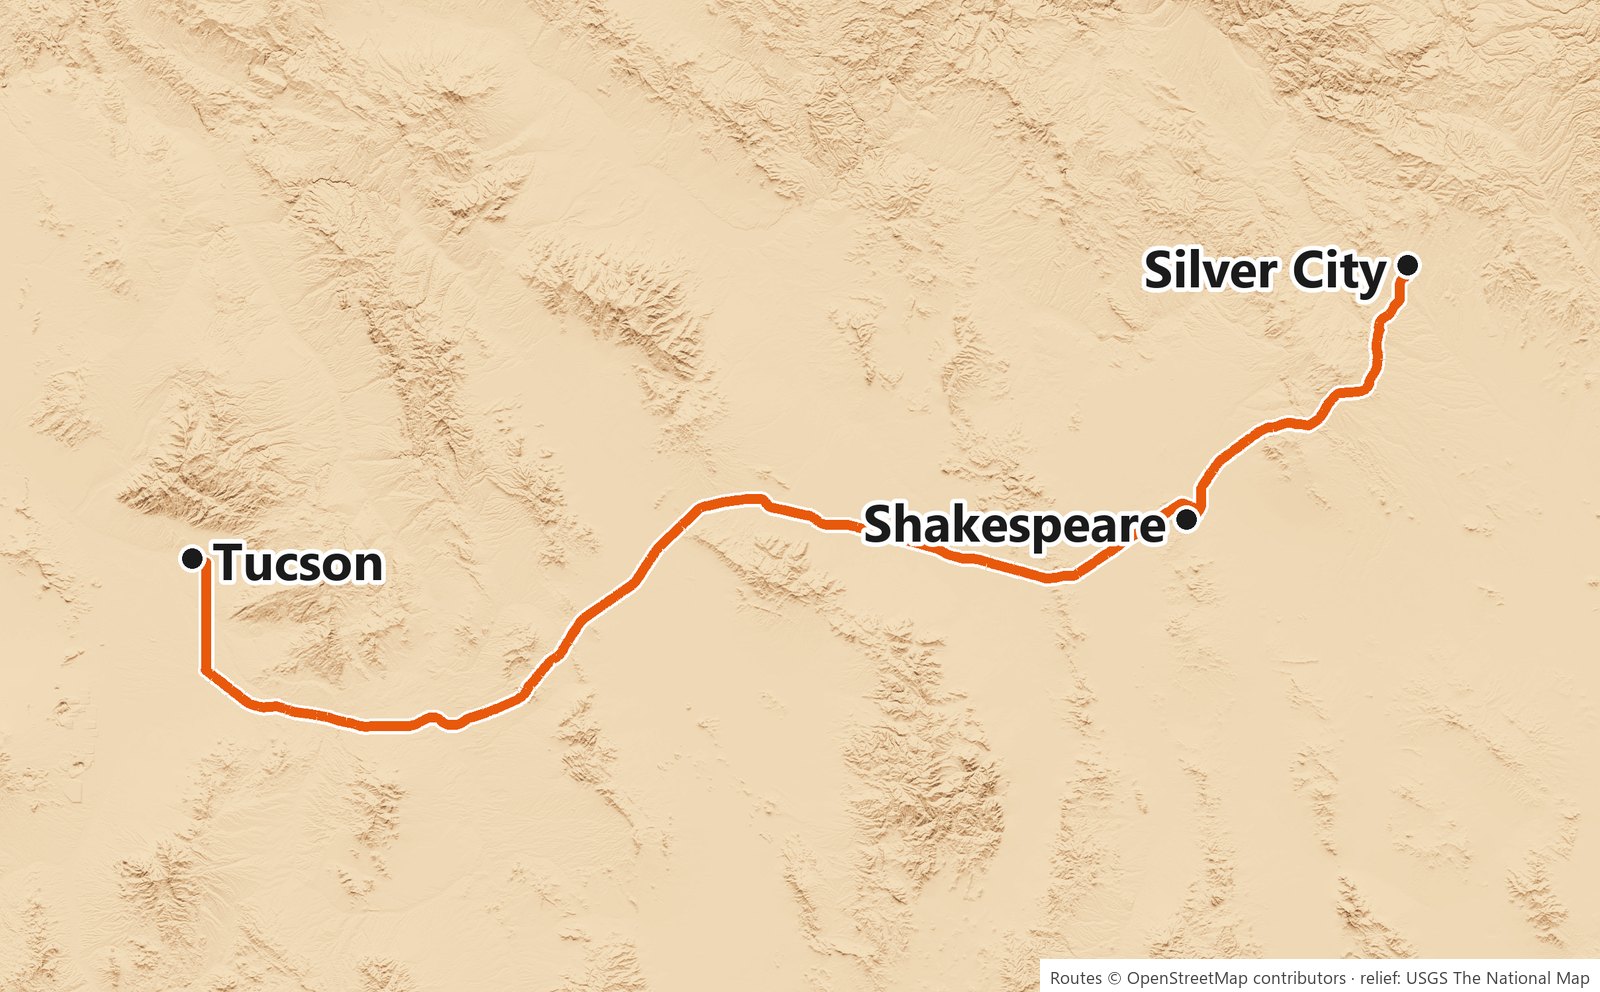 Silver City
Shakespeare
Tucson
Routes © OpenStreetMap contributors · relief: USGS The National Map